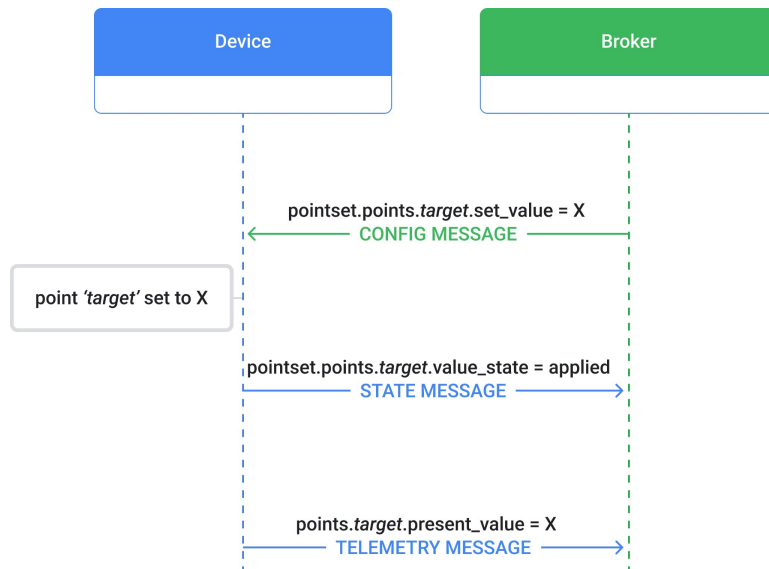 Device
Broker
pointset.points.target.set_value = X
CONFIG MESSAGE
point ‘target’ set to X
pointset.points.target.value_state = applied
STATE MESSAGE
points.target.present_value = X
TELEMETRY MESSAGE